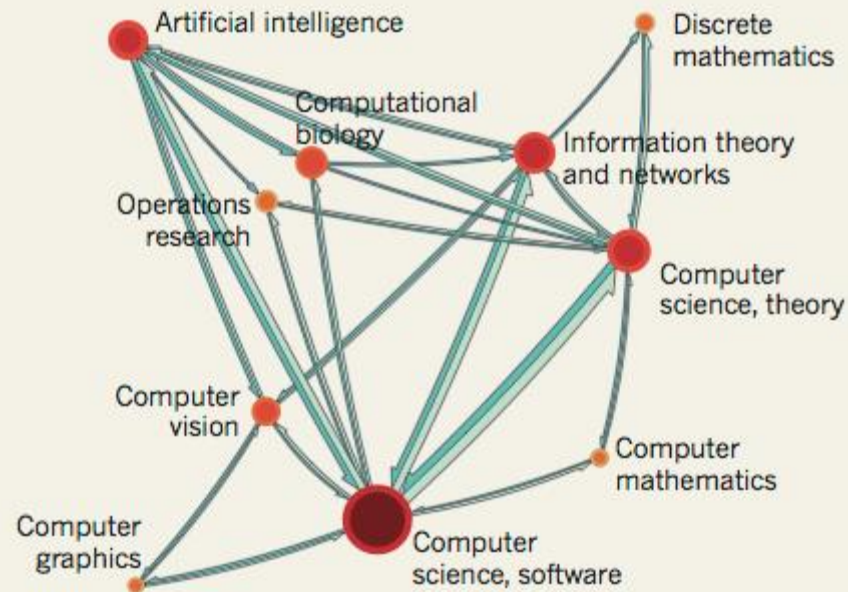 Artificial intelligence
Discrete
mathematics
Computational
biology
Information theory
and networks
Operations
research
Computer
science, theory
Computer
vision
Computer
mathematics
Computer
graphics
Computer
science, software